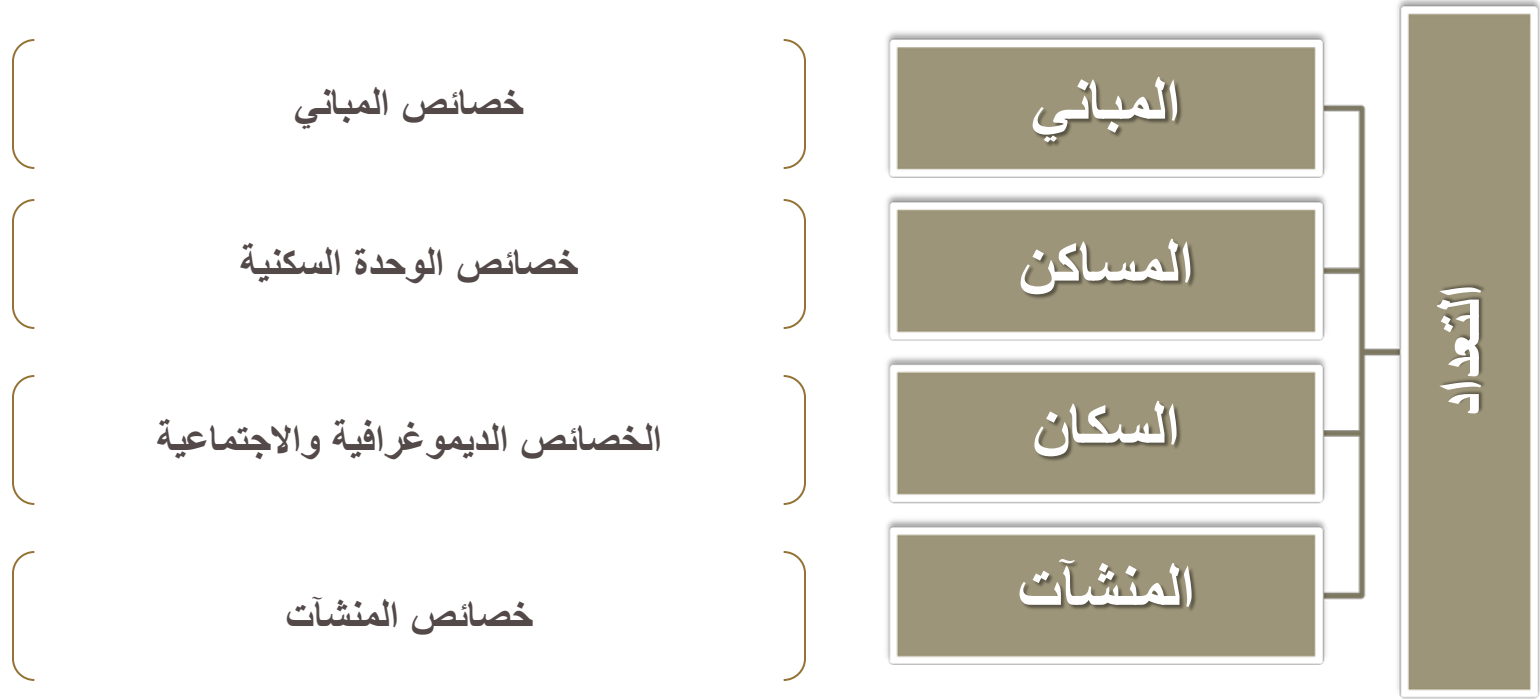 التعداد
المباني
خصائص المباني
المساكن
خصائص الوحدة السكنية
السكان
الخصائص الديموغرافية والاجتماعية
المنشآت
خصائص المنشآت